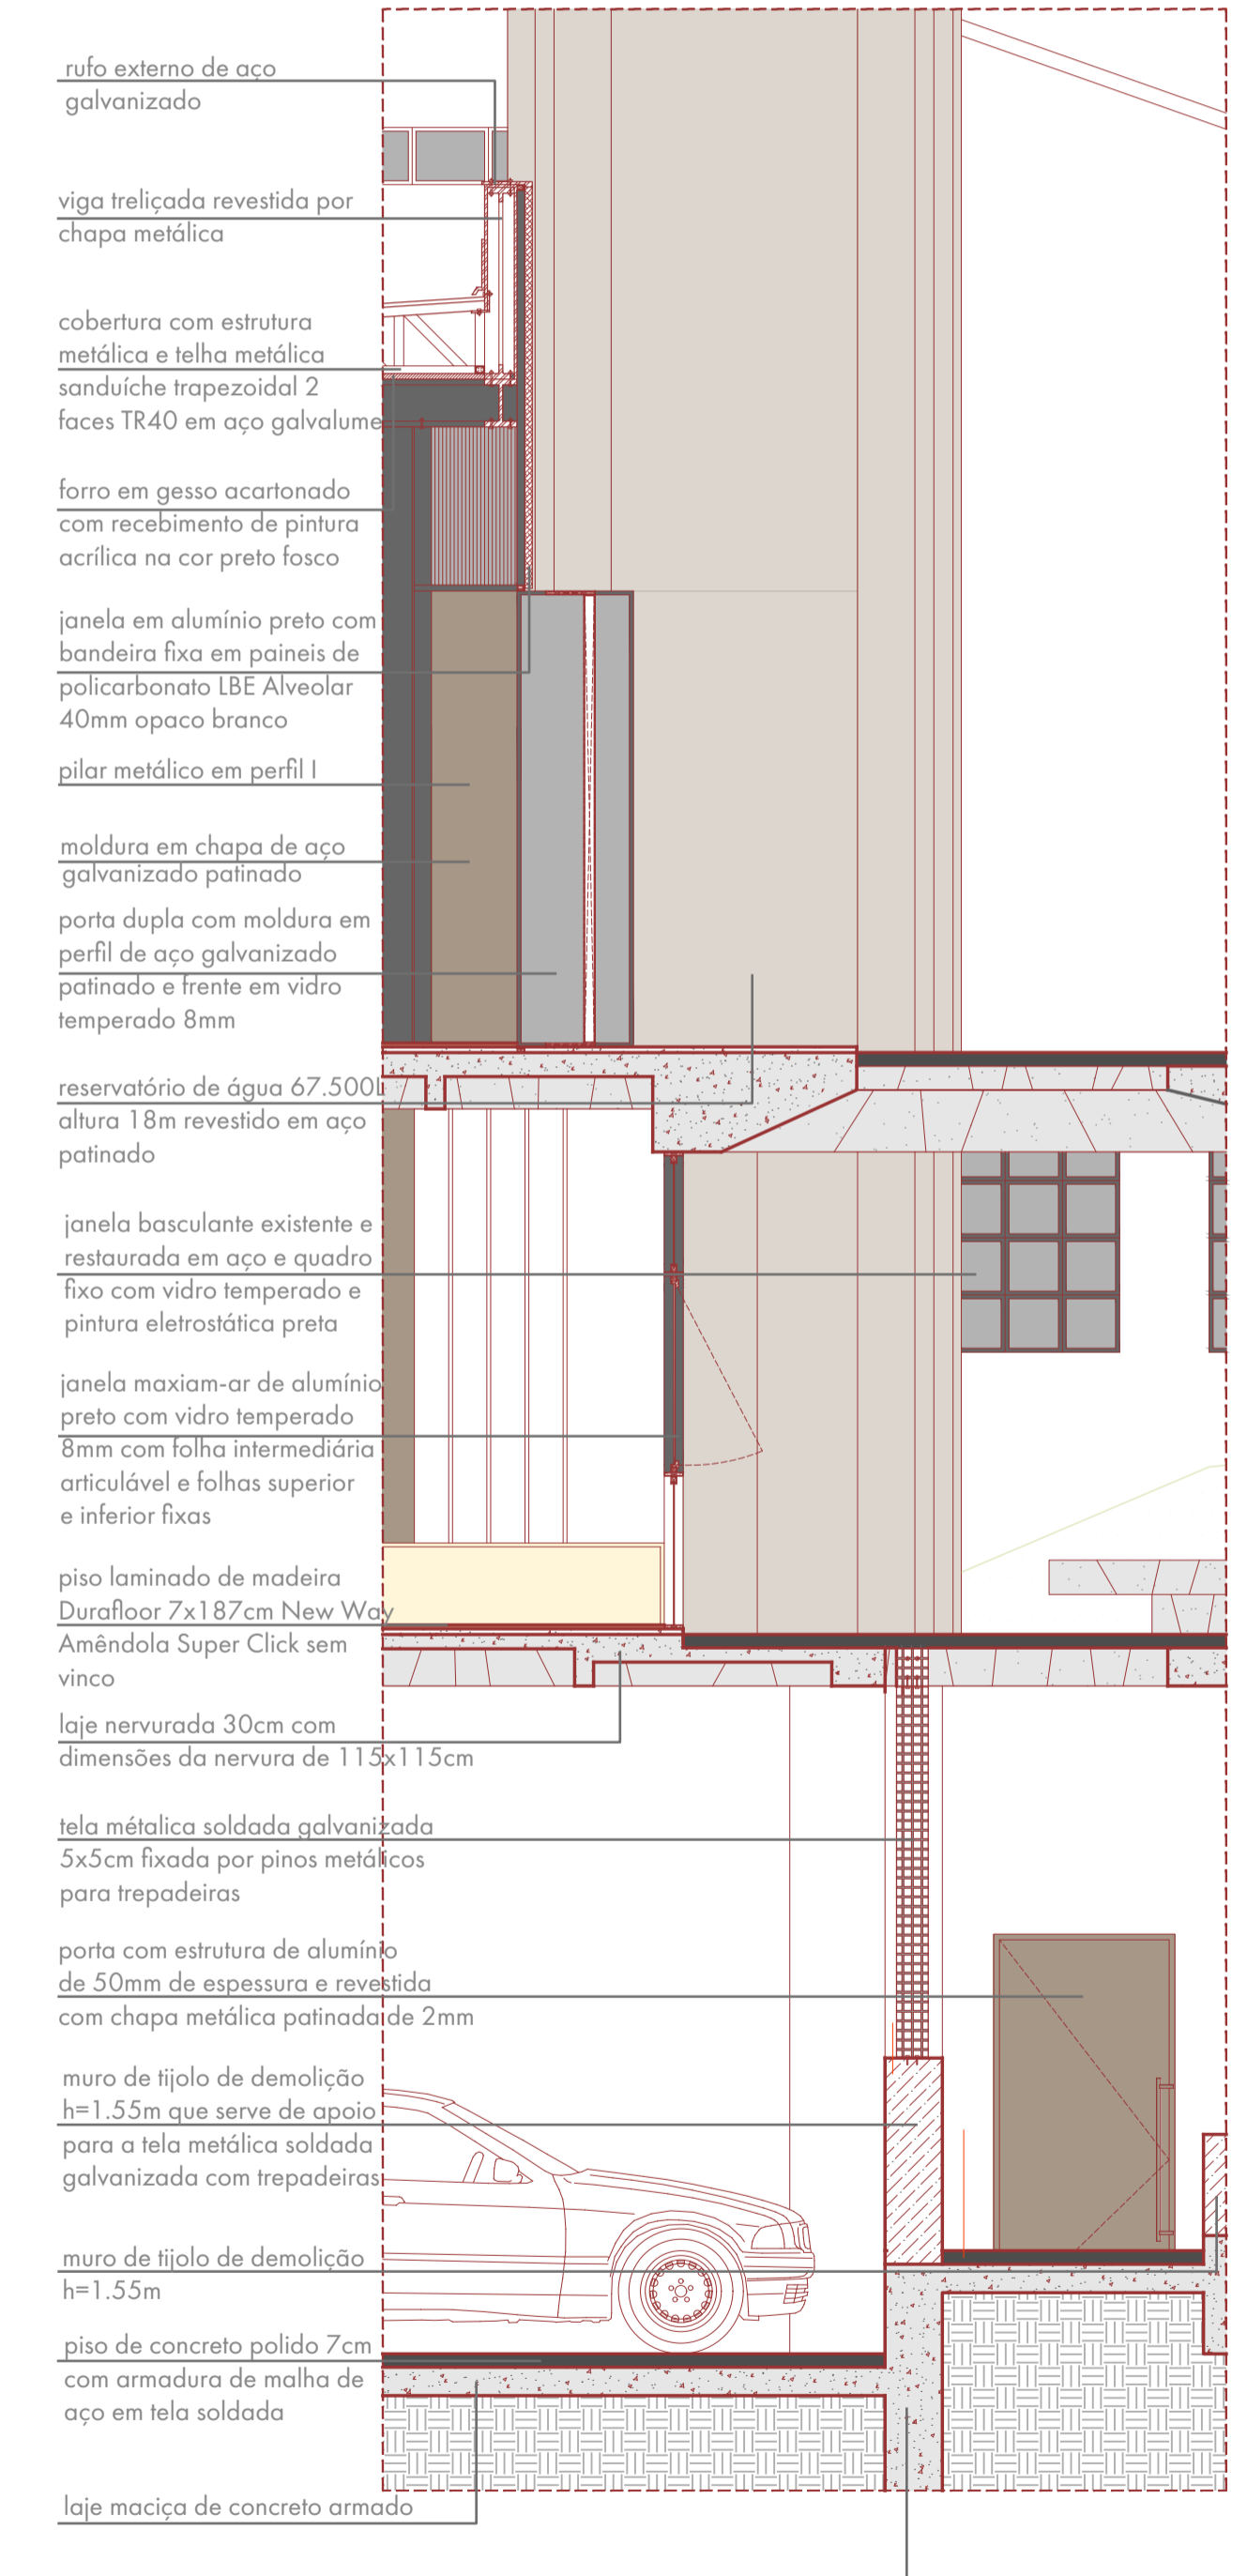 rufo externo de aço
galvanizado
viga treliçada revestida por
chapa metálica
cobertura com estrutura
metálica e telha metálica
sanduíche trapezoidal 2
faces TR40 em aço galvalume
forro em gesso acartonado
com recebimento de pintura
acrílica na cor preto fosco
janela em alumínio preto com
bandeira fixa em paineis de
policarbonato LBE Alveolar
40mm opaco branco
pilar metálico em perfil I
moldura em chapa de aço
galvanizado patinado
porta dupla com moldura em
perfil de aço galvanizado
patinado e frente em vidro
temperado 8mm
reservatório de água 67.500L
altura 18m revestido em aço
patinado
janela basculante existente e
restaurada em aço e quadro
fixo com vidro temperado e
pintura eletrostática preta
janela maxiam-ar de alumínio
preto com vidro temperado
8mm com folha intermediária
articulável e folhas superior
e inferior fixas
piso laminado de madeira
Durafloor 7x187cm New Way
Amêndola Super Click sem
vinco
laje nervurada 30cm com
dimensões da nervura de 115x115cm
tela métalica soldada galvanizada
5x5cm fixada por pinos metálicos
para trepadeiras
porta com estrutura de alumínio
de 50mm de espessura e revestida
com chapa metálica patinada de 2mm
muro de tijolo de demolição
h=1.55m que serve de apoio
para a tela metálica soldada
galvanizada com trepadeiras
muro de tijolo de demolição
h=1.55m
piso de concreto polido 7cm
com armadura de malha de
aço em tela soldada
laje maciça de concreto armado